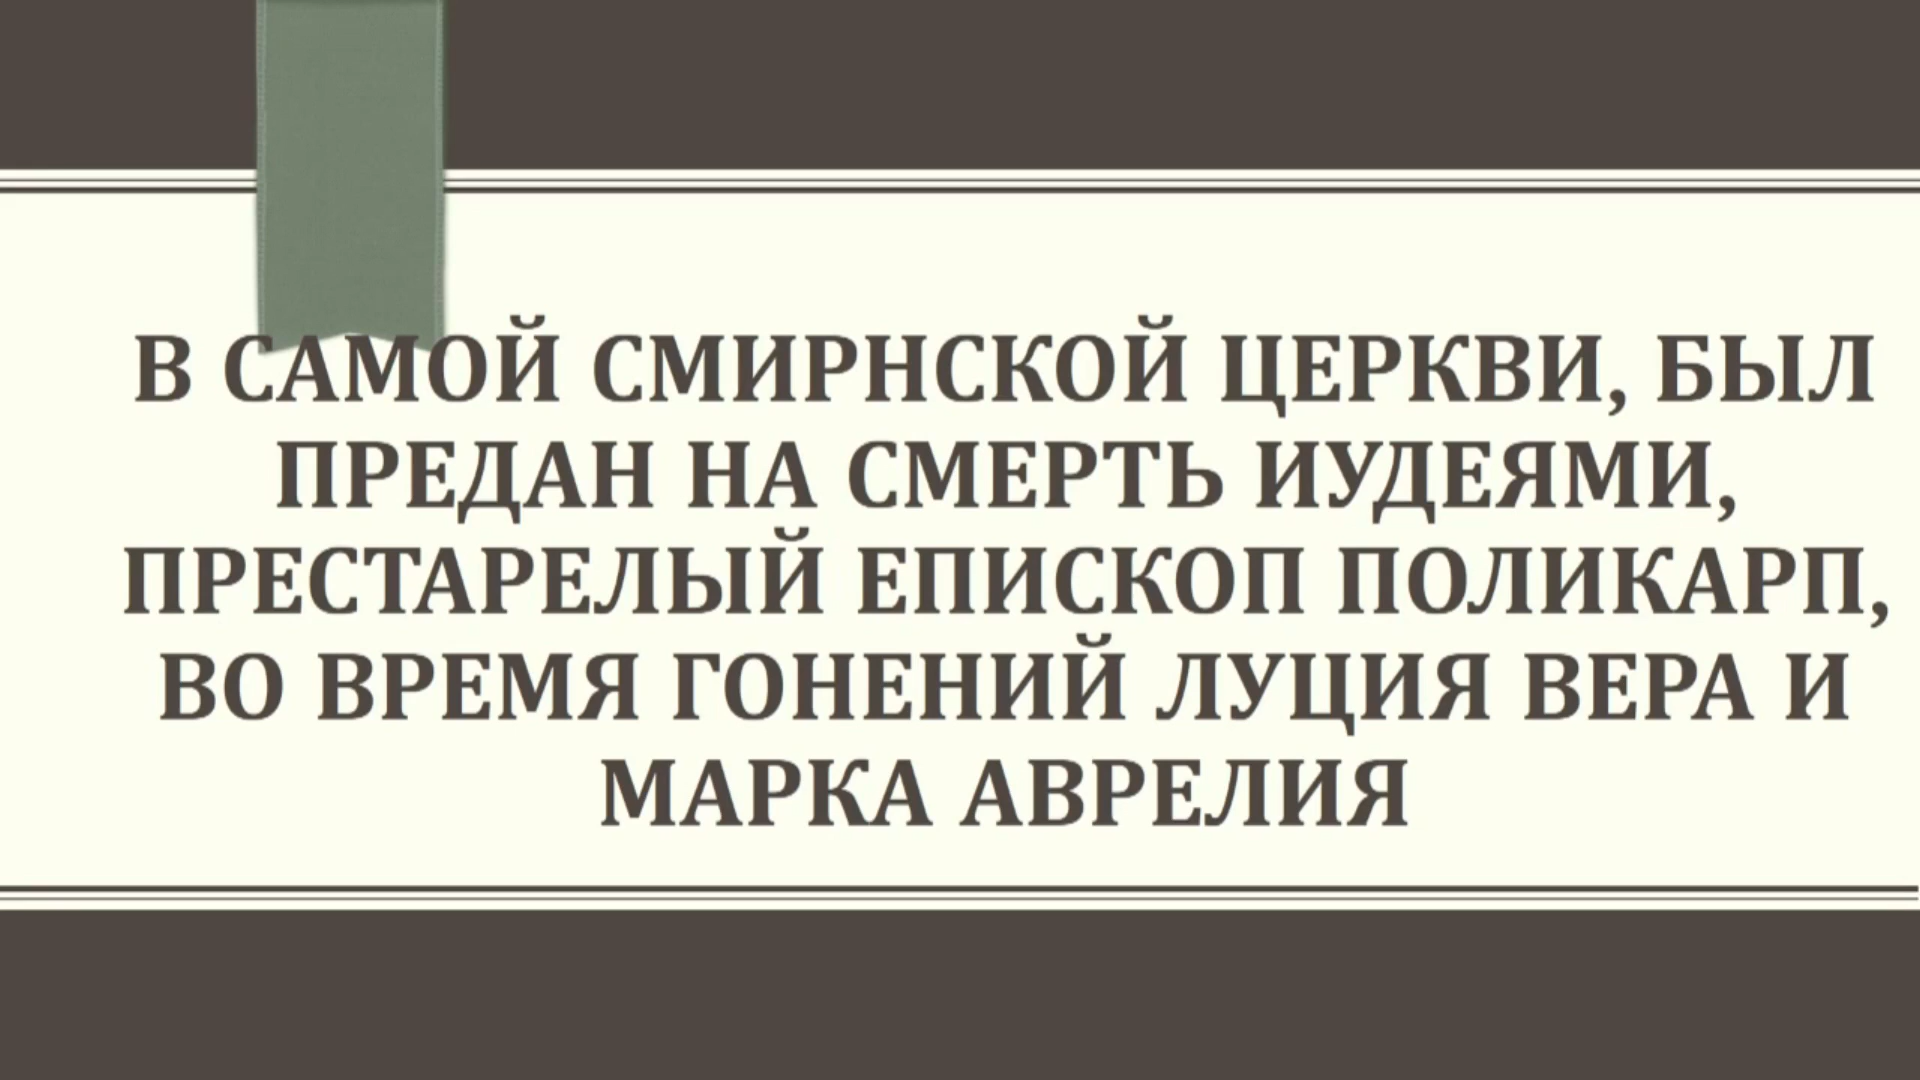 В САМОЙ СМИРНСКОЙ ЦЕРКВИ, БЫЛ
ПРЕДАН НА СМЕРТЬ ИУДЕЯМИ,
ПРЕСТАРЕЛЫЙ ЕПИСКОП ПОЛИКАРП,
ВО ВРЕМЯ ГОНЕНИЙ ЛУЦИЯ ВЕРА И
МАРКА АВРЕЛИЯ